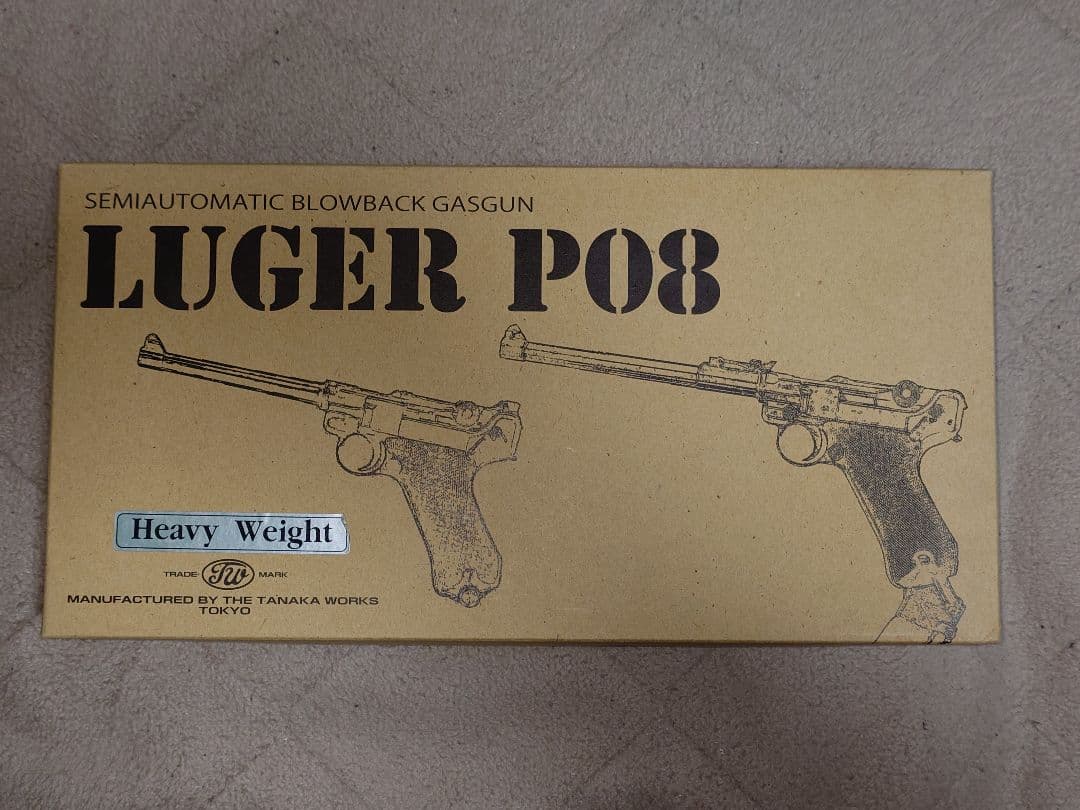 SEMIAUTOMATIC BLOWBACK GASGUN
LUGER P08
Heavy Weight
TRADE TW MARK
MANUFACTURED BY THE TANAKA WORKS
TOKYO